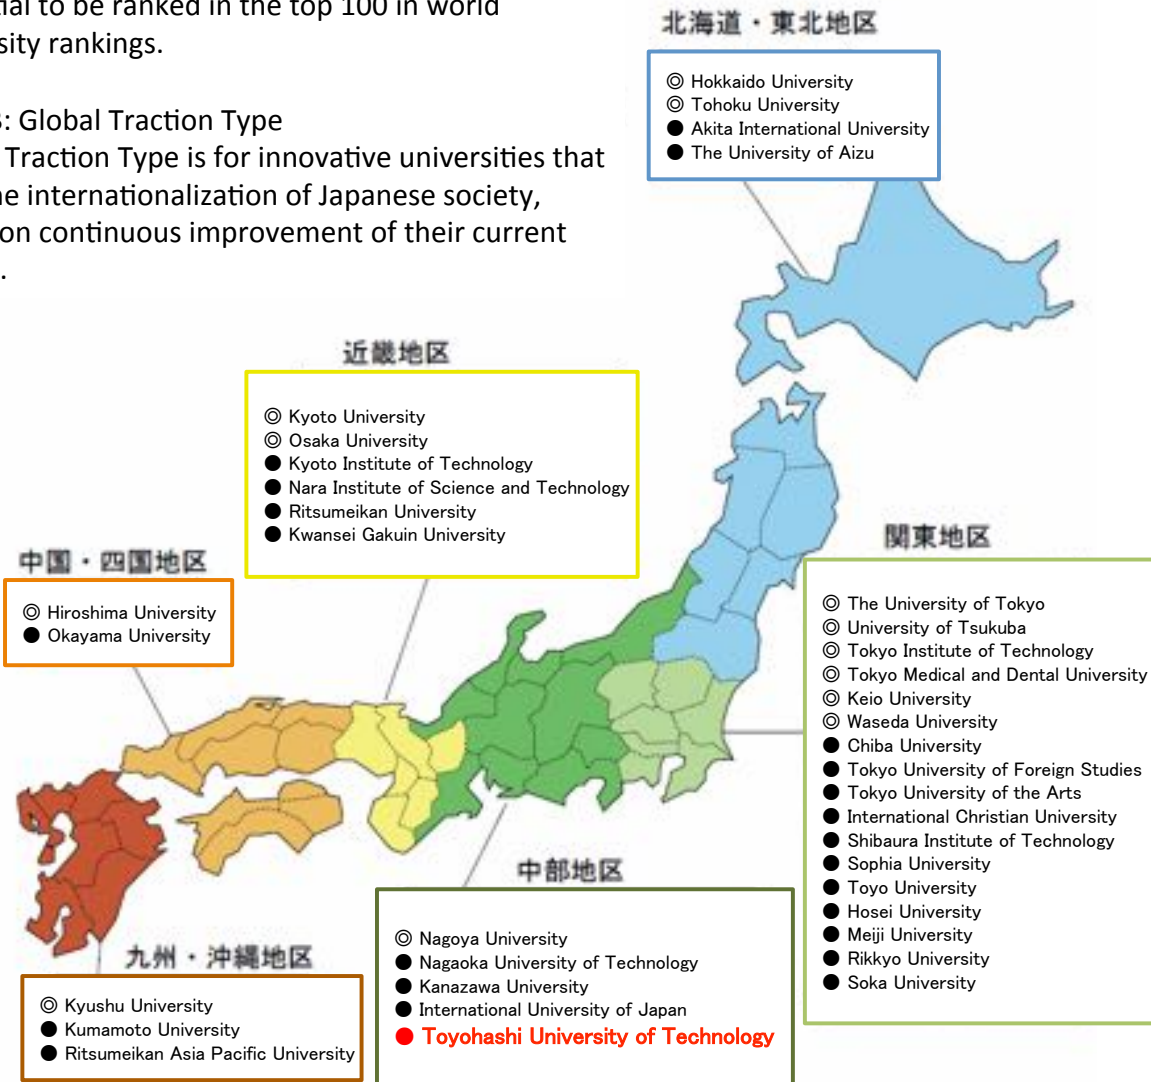 tial to be ranked in the top 100 in world
sity rankings.
: Global Traction Type
Traction Type is for innovative universities that
ne internationalization of Japanese society,
on continuous improvement of their current
.
北海道・東北地区
◎ Hokkaido University
◎ Tohoku University
● Akita International University
● The University of Aizu
近畿地区
◎ Kyoto University
◎ Osaka University
● Kyoto Institute of Technology
● Nara Institute of Science and Technology
● Ritsumeikan University
● Kwansei Gakuin University
中国・四国地区
◎ Hiroshima University
● Okayama University
関東地区
◎ The University of Tokyo
◎ University of Tsukuba
◎ Tokyo Institute of Technology
◎ Tokyo Medical and Dental University
◎ Keio University
◎ Waseda University
● Chiba University
● Tokyo University of Foreign Studies
● Tokyo University of the Arts
● International Christian University
● Shibaura Institute of Technology
● Sophia University
● Toyo University
● Hosei University
● Meiji University
● Rikkyo University
● Soka University
中部地区
◎ Nagoya University
● Nagaoka University of Technology
● Kanazawa University
● International University of Japan
● Toyohashi University of Technology
九州・沖縄地区
◎ Kyushu University
● Kumamoto University
● Ritsumeikan Asia Pacific University